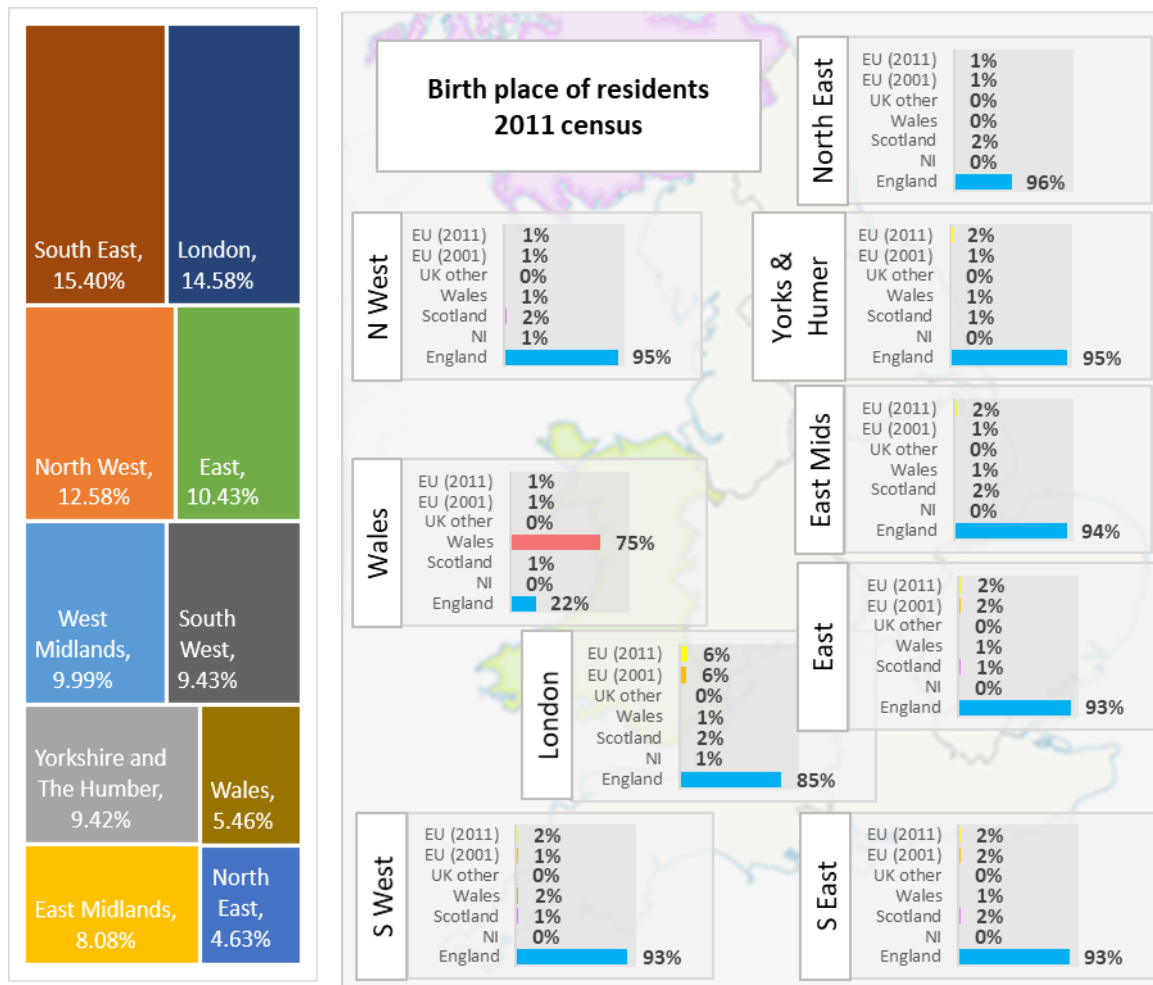 South East,
15.40%
London,
14.58%
North West,
12.58%
East,
10.43%
West
Midlands,
9.99%
South
West,
9.43%
Yorkshire and
The Humber,
9.42%
Wales,
5.46%
East Midlands,
8.08%
North
East,
4.63%
Birth place of residents
2011 census
North East
EU (2011) 1%
EU (2001) 1%
UK other 0%
Wales 0%
Scotland 2%
NI 0%
England 96%
N West
EU (2011) 1%
EU (2001) 1%
UK other 0%
Wales 1%
Scotland 2%
NI 1%
England 95%
Yorks &
Humer
EU (2011) 2%
EU (2001) 1%
UK other 0%
Wales 1%
Scotland 1%
NI 0%
England 95%
East Mids
EU (2011) 2%
EU (2001) 1%
UK other 0%
Wales 1%
Scotland 2%
NI 0%
England 94%
Wales
EU (2011) 1%
EU (2001) 1%
UK other 0%
Wales 75%
Scotland 1%
NI 0%
England 22%
East
EU (2011) 2%
EU (2001) 2%
UK other 0%
Wales 1%
Scotland 1%
NI 0%
England 93%
London
EU (2011) 6%
EU (2001) 6%
UK other 0%
Wales 1%
Scotland 2%
NI 1%
England 85%
S West
EU (2011) 2%
EU (2001) 1%
UK other 0%
Wales 2%
Scotland 1%
NI 0%
England 93%
S East
EU (2011) 2%
EU (2001) 2%
UK other 0%
Wales 1%
Scotland 2%
NI 0%
England 93%